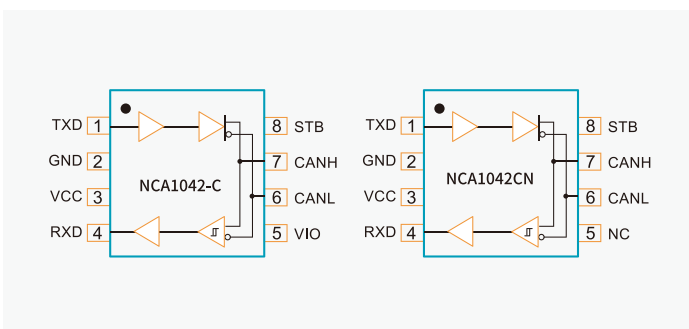 TXD 1 8 STB
GND 2 7 CANH
NCA1042-C
VCC 3 6 CANL
RXD 4 5 VIO
TXD 1 8 STB
GND 2 7 CANH
NCA1042CN
VCC 3 6 CANL
RXD 4 5 NC